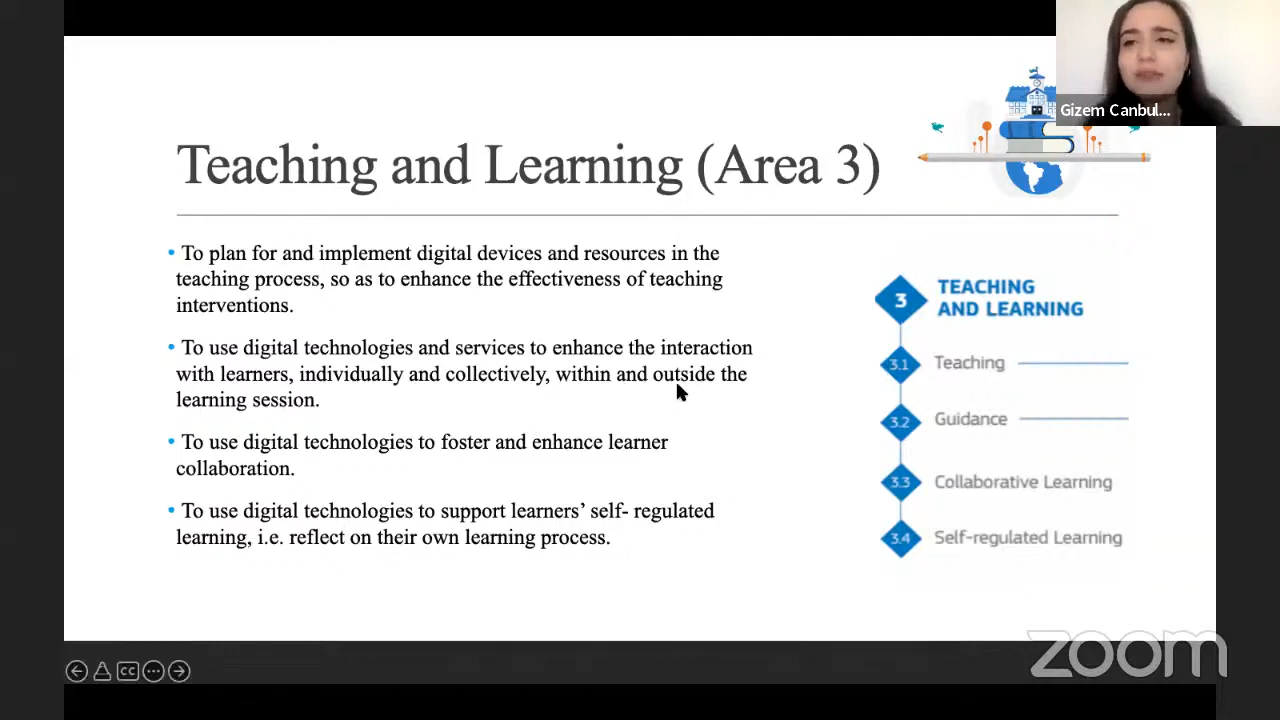 Gizem Canbul...
Teaching and Learning (Area 3)
• To plan for and implement digital devices and resources in the
teaching process, so as to enhance the effectiveness of teaching
interventions.
• To use digital technologies and services to enhance the interaction
with learners, individually and collectively, within and outside the
learning session.
• To use digital technologies to foster and enhance learner
collaboration.
• To use digital technologies to support learners’ self- regulated
learning, i.e. reflect on their own learning process.
3 TEACHING
AND LEARNING
3.1 Teaching
3.2 Guidance
3.3 Collaborative Learning
3.4 Self-regulated Learning
CC
zoom